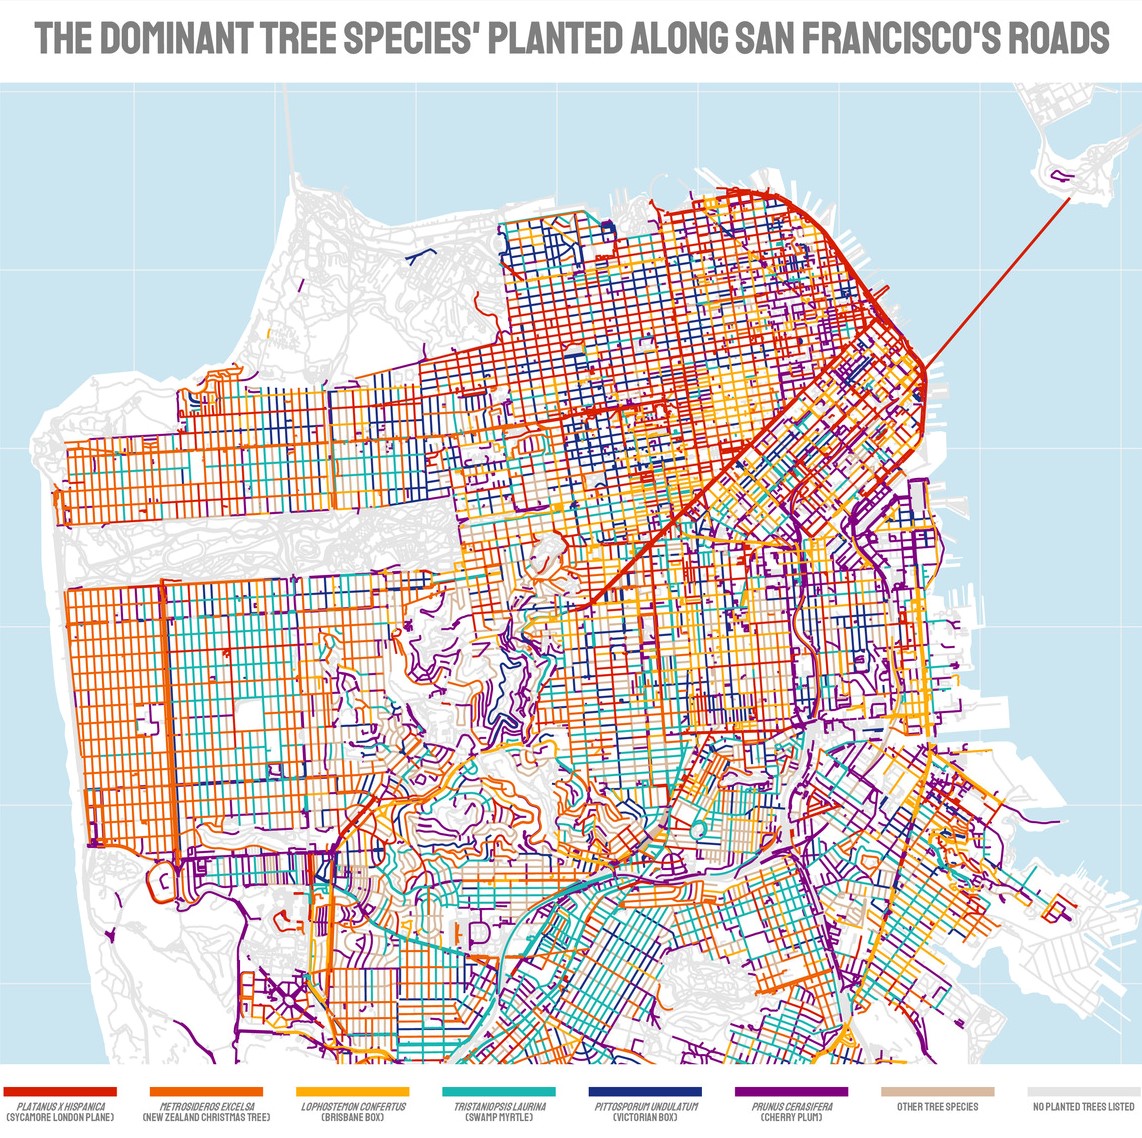 THE DOMINANT TREE SPECIES' PLANTED ALONG SAN FRANCISCO'S ROADS
PLATANUS X HISPANICA
(SYCAMORE LONDON PLANE)
METROSIDEROS EXCELSA
(NEW ZEALAND CHRISTMAS TREE)
LOPHOSTEMON CONFERTUS
(BRISBANE BOX)
TRISTANIOPSIS LAURINA
(SWAMP MYRTLE)
PITTOSPORUM UNDULATUM
(VICTORIAN BOX)
PRUNUS CERASIFERA
(CHERRY PLUM)
OTHER TREE SPECIES
NO PLANTED TREES LISTED